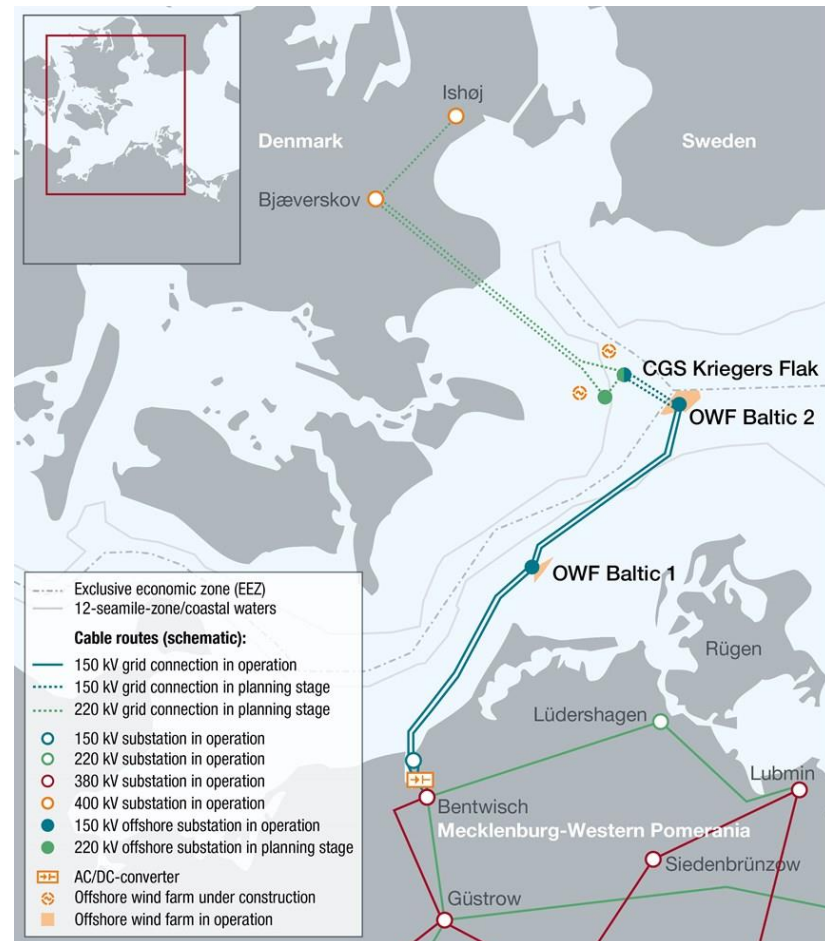 Ishøj
Denmark
Sweden
Bjæverskov
CGS Kriegers Flak
OWF Baltic 2
OWF Baltic 1
Rügen
Lüdershagen
Lubmin
Bentwisch
Mecklenburg-Western Pomerania
Siedenbrünzow
Güstrow
Exclusive economic zone (EEZ)
12-seamile-zone/coastal waters
Cable routes (schematic):
150 kV grid connection in operation
150 kV grid connection in planning stage
220 kV grid connection in planning stage
150 kV substation in operation
220 kV substation in operation
380 kV substation in operation
400 kV substation in operation
150 kV offshore substation in operation
220 kV offshore substation in planning stage
AC/DC-converter
Offshore wind farm under construction
Offshore wind farm in operation